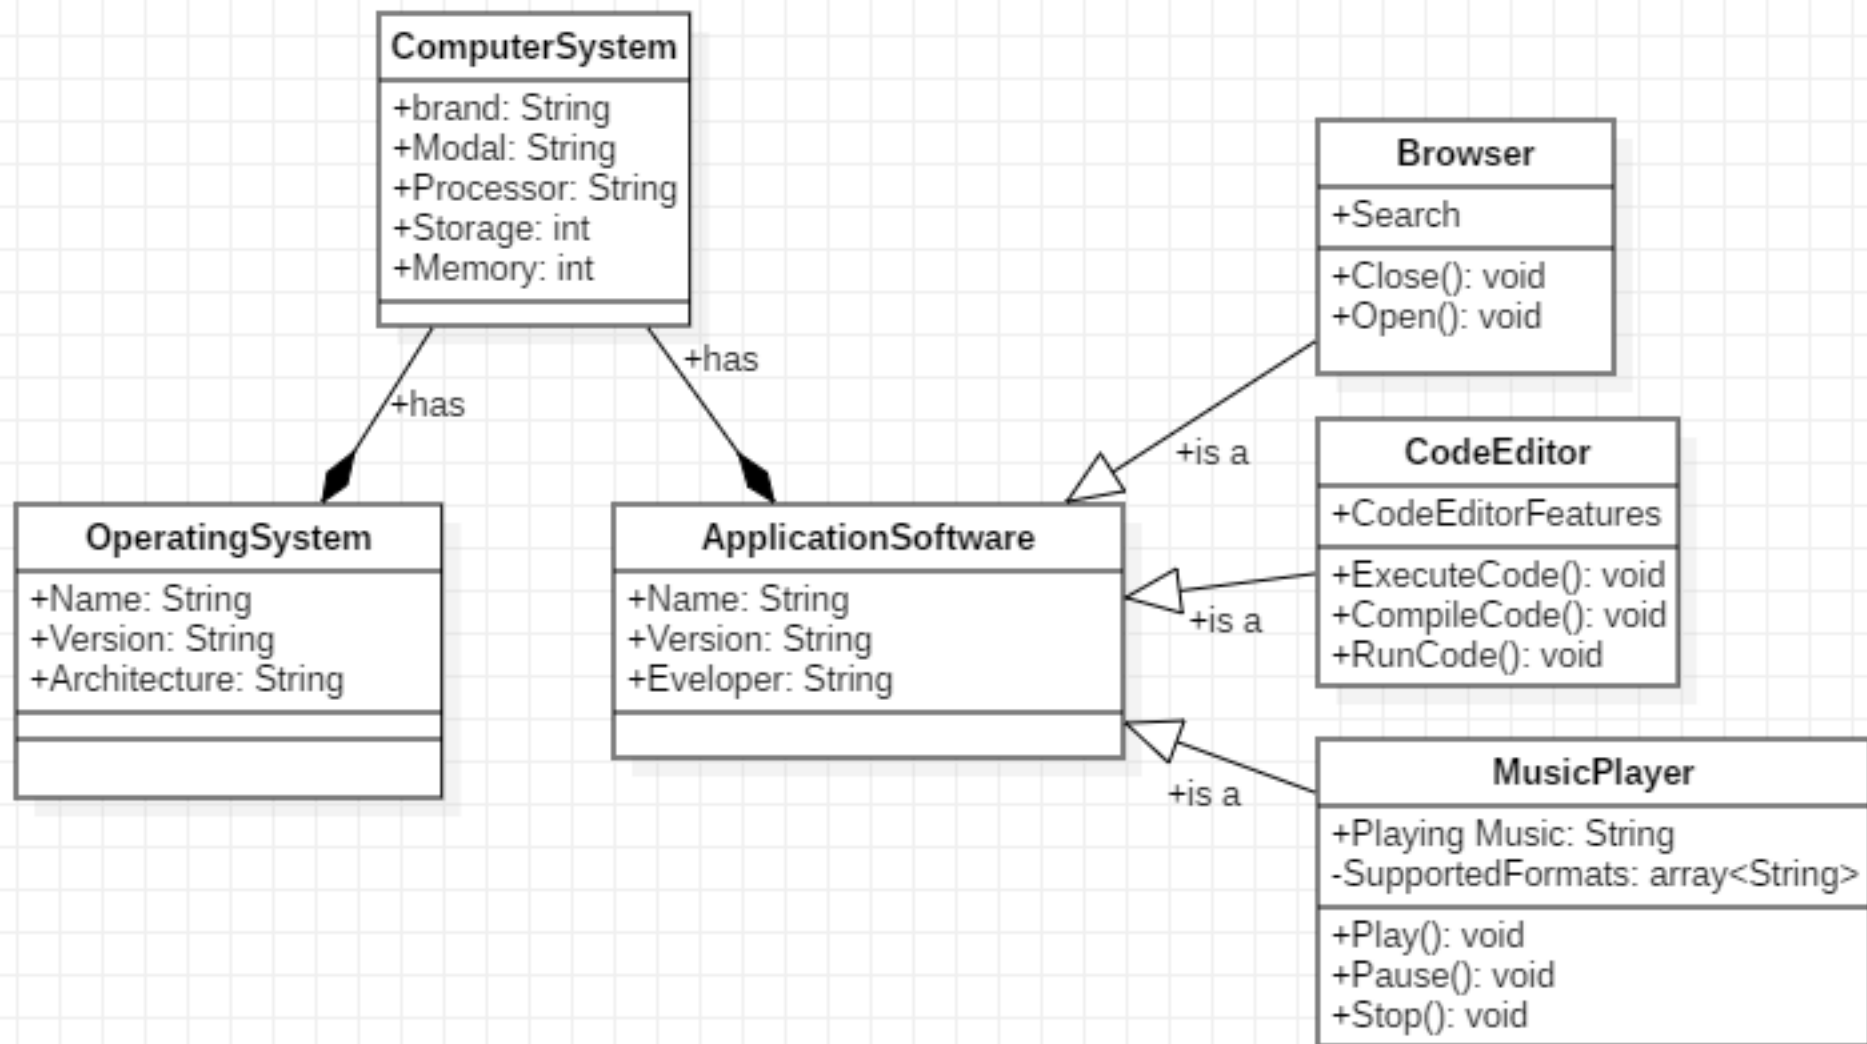 ComputerSystem
+brand: String
+Modal: String
+Processor: String
+Storage: int
+Memory: int
+has
+has
OperatingSystem
+Name: String
+Version: String
+Architecture: String
ApplicationSoftware
+Name: String
+Version: String
+Eveloper: String
Browser
+Search
+Close(): void
+Open(): void
+is a
CodeEditor
+CodeEditorFeatures
+ExecuteCode(): void
+CompileCode(): void
+RunCode(): void
+is a
MusicPlayer
+Playing Music: String
-SupportedFormats: array<String>
+Play(): void
+Pause(): void
+Stop(): void
+is a